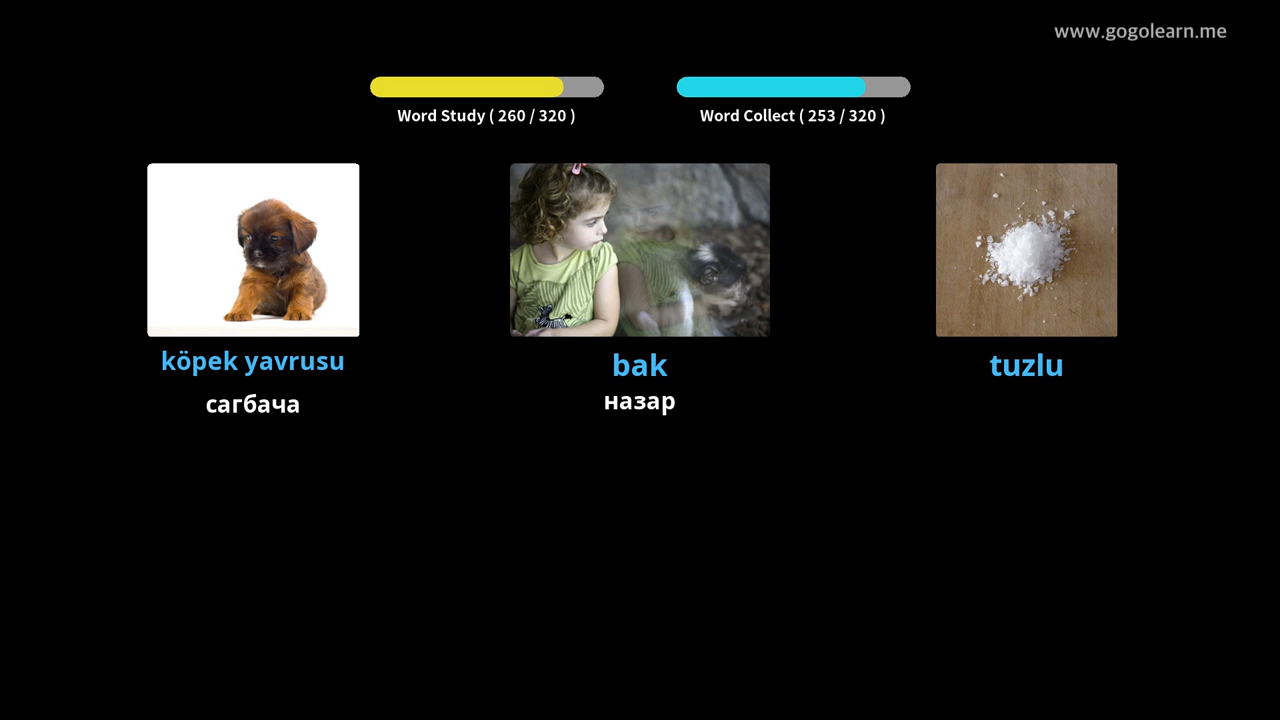 www.gogolearn.me
Word Study ( 260 / 320 )
Word Collect ( 253 / 320 )
köpek yavrusu
сагбача
bak
назар
tuzlu